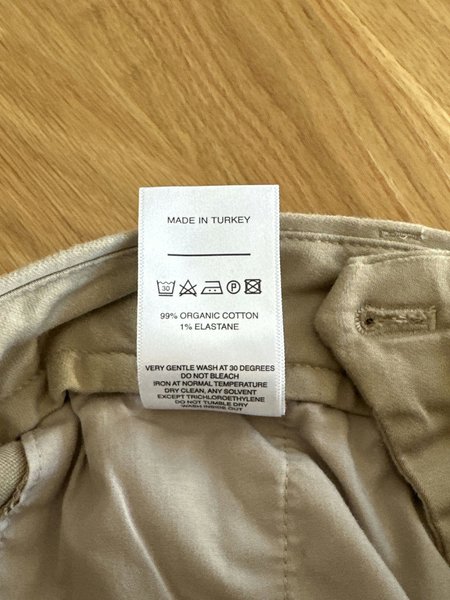 MADE IN TURKEY
30 P
99% ORGANIC COTTON
1% ELASTANE
VERY GENTLE WASH AT 30 DEGREES
DO NOT BLEACH
IRON AT NORMAL TEMPERATURE
DRY CLEAN, ANY SOLVENT
EXCEPT TRICHLOROETHYLENE
DO NOT TUMBLE DRY
WASH INSIDE OUT